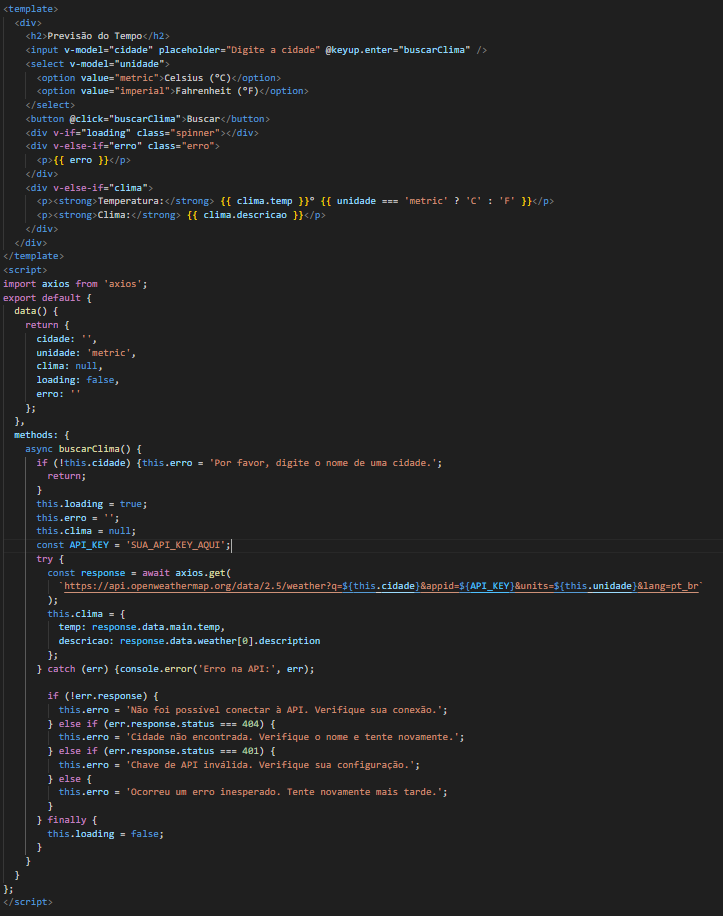 <template>
  <div>
    <h2>Previsão do Tempo</h2>
    <input v-model="cidade" placeholder="Digite a cidade" @keyup.enter="buscarClima" />
    <select v-model="unidade">
      <option value="metric">Celsius (ºC)</option>
      <option value="imperial">Fahrenheit (ºF)</option>
    </select>
    <button @click="buscarClima">Buscar</button>
    <div v-if="loading" class="spinner"></div>
    <div v-else-if="erro" class="erro">
      <p>{{ erro }}</p>
    </div>
    <div v-else-if="clima">
      <p><strong>Temperatura:</strong> {{ clima.temp }}º {{ unidade === 'metric' ? 'C' : 'F' }}</p>
      <p><strong>Clima:</strong> {{ clima.descricao }}</p>
    </div>
  </div>
</template>
<script>
import axios from 'axios';
export default {
  data() {
    return {
      cidade: '',
      unidade: 'metric',
      clima: null,
      loading: false,
      erro: ''
    };
  },
  methods: {
    async buscarClima() {
      if (!this.cidade) {this.erro = 'Por favor, digite o nome de uma cidade.';
        return;
      }
      this.loading = true;
      this.erro = '';
      this.clima = null;
      const API_KEY = 'SUA_API_KEY_AQUI';
      try {
        const response = await axios.get(
          `https://api.openweathermap.org/data/2.5/weather?q=${this.cidade}&appid=${API_KEY}&units=${this.unidade}&lang=pt_br`
        );
        this.clima = {
          temp: response.data.main.temp,
          descricao: response.data.weather[0].description
        };
      } catch (err) {console.error('Erro na API:', err);

        if (!err.response) {
          this.erro = 'Não foi possível conectar à API. Verifique sua conexão.';
        } else if (err.response.status === 404) {
          this.erro = 'Cidade não encontrada. Verifique o nome e tente novamente.';
        } else if (err.response.status === 401) {
          this.erro = 'Chave de API inválida. Verifique sua configuração.';
        } else {
          this.erro = 'Ocorreu um erro inesperado. Tente novamente mais tarde.';
        }
      } finally {
        this.loading = false;
      }
    }
  }
};
</script>